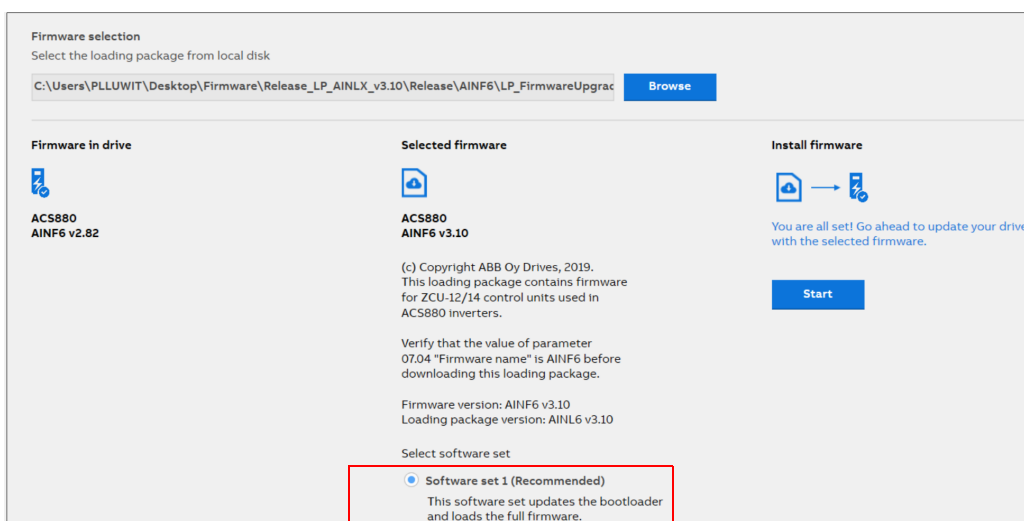 Firmware selection
Select the loading package from local disk
C:\Users\PLLUWIT\Desktop\Firmware\Release_LP_AINLX_v3.10\Release\AINF6\LP_FirmwareUpgrad
Browse
Firmware in drive
ACS880
AINF6 v2.82
Selected firmware
ACS880
AINF6 v3.10
(c) Copyright ABB Oy Drives, 2019.
This loading package contains firmware
for ZCU-12/14 control units used in
ACS880 inverters.
Verify that the value of parameter
07.04 "Firmware name" is AINF6 before
downloading this loading package.
Firmware version: AINF6 v3.10
Loading package version: AINL6 v3.10
Select software set
Software set 1 (Recommended)
This software set updates the bootloader
and loads the full firmware.
Install firmware
You are all set! Go ahead to update your drive
with the selected firmware.
Start